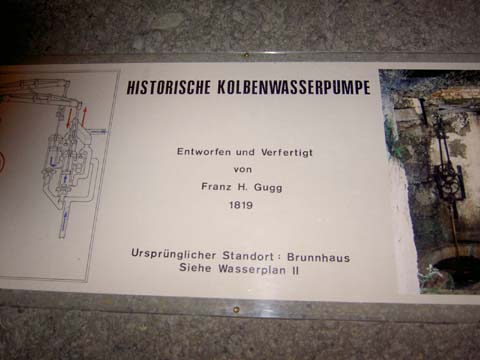 HISTORISCHE KOLBENWASSERPUMPE
Entworfen und Verfertigt
von
Franz H. Gugg
1819
Ursprünglicher Standort: Brunnhaus
Siehe Wasserplan II